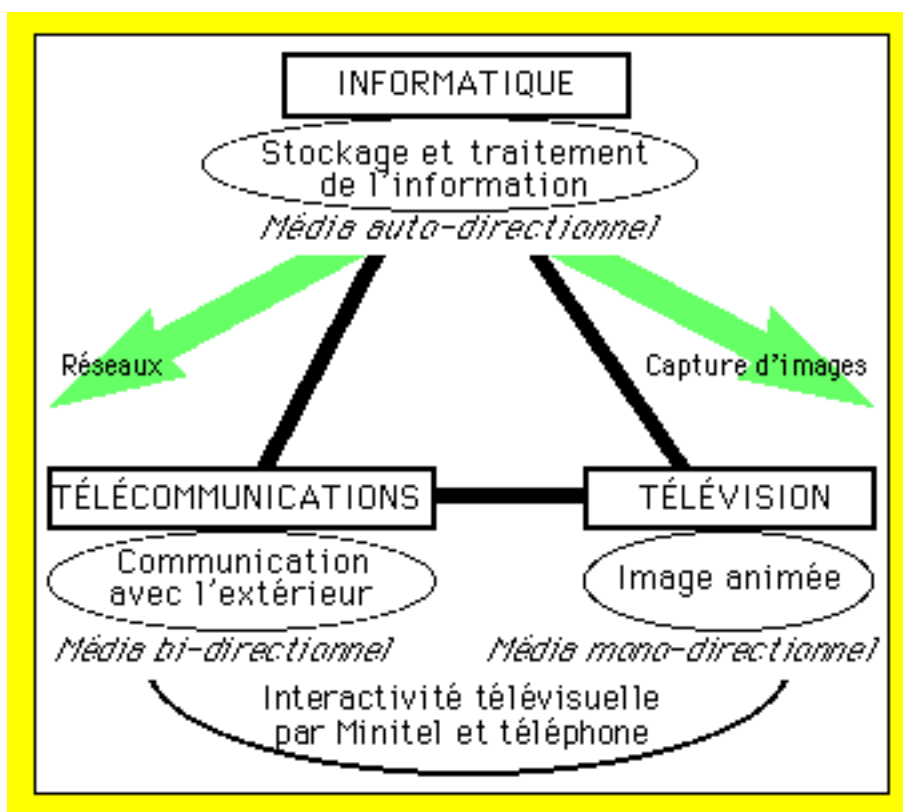 INFORMATIQUE
Stockage et traitement
de l'information
Média auto-directionnel
Réseaux
Capture d'images
TÉLÉCOMMUNICATIONS
TÉLÉVISION
Communication
avec l'extérieur
Image animée
Média bi-directionnel
Média mono-directionnel
Interactivité télévisuelle
par Minitel et téléphone